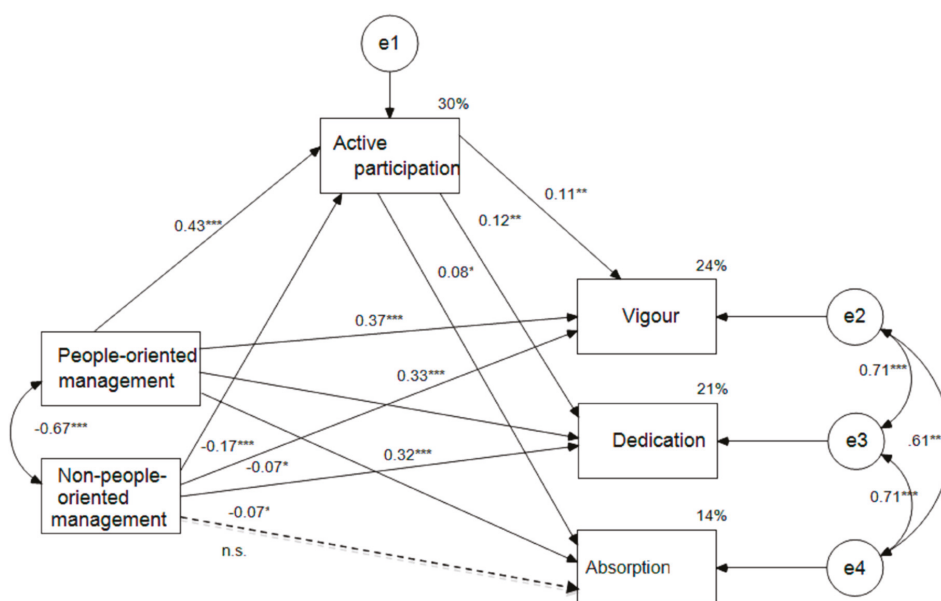 e1
30%
Active
participation
0.11**
0.12**
0.43***
0.08*
24%
Vigour
e2
0.37***
People-oriented
management
0.33***
0.71***
21%
Dedication
e3
.61**
-0.67***
-0.17***
-0.07*
0.32***
Non-people-
oriented
management
0.71***
-0.07*
14%
n.s.
Absorption
e4